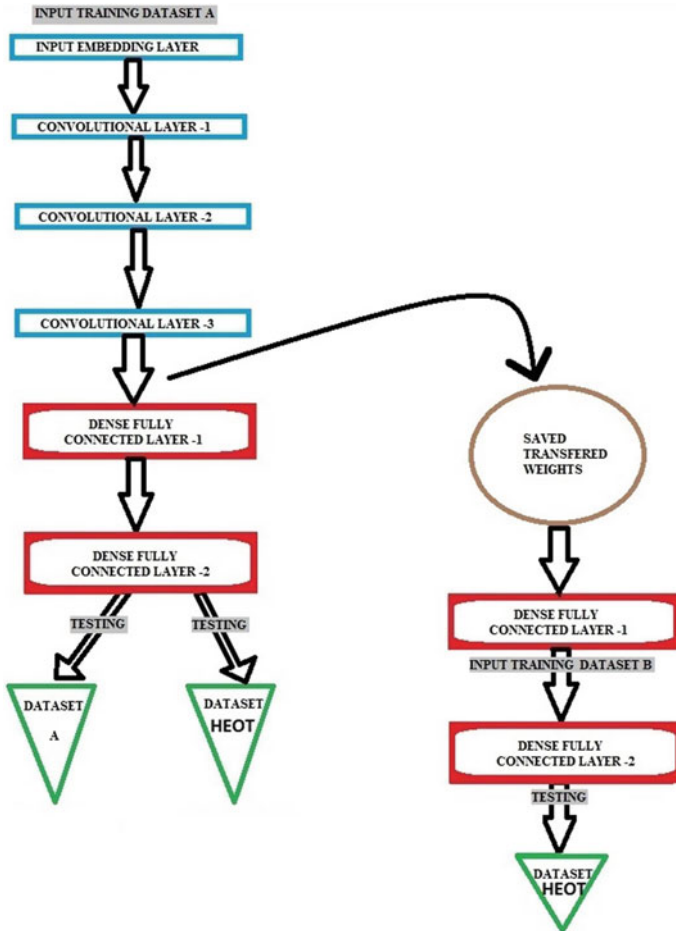 INPUT TRAINING DATASET A
INPUT EMBEDDING LAYER
CONVOLUTIONAL LAYER -1
CONVOLUTIONAL LAYER -2
CONVOLUTIONAL LAYER -3
DENSE FULLY
CONNECTED LAYER -1
DENSE FULLY
CONNECTED LAYER -2
TESTING
TESTING
DATASET
A
DATASET
HEOT
SAVED
TRANSFERED
WEIGHTS
DENSE FULLY
CONNECTED LAYER -1
INPUT TRAINING DATASET B
DENSE FULLY
CONNECTED LAYER -2
TESTING
DATASET
HEOT